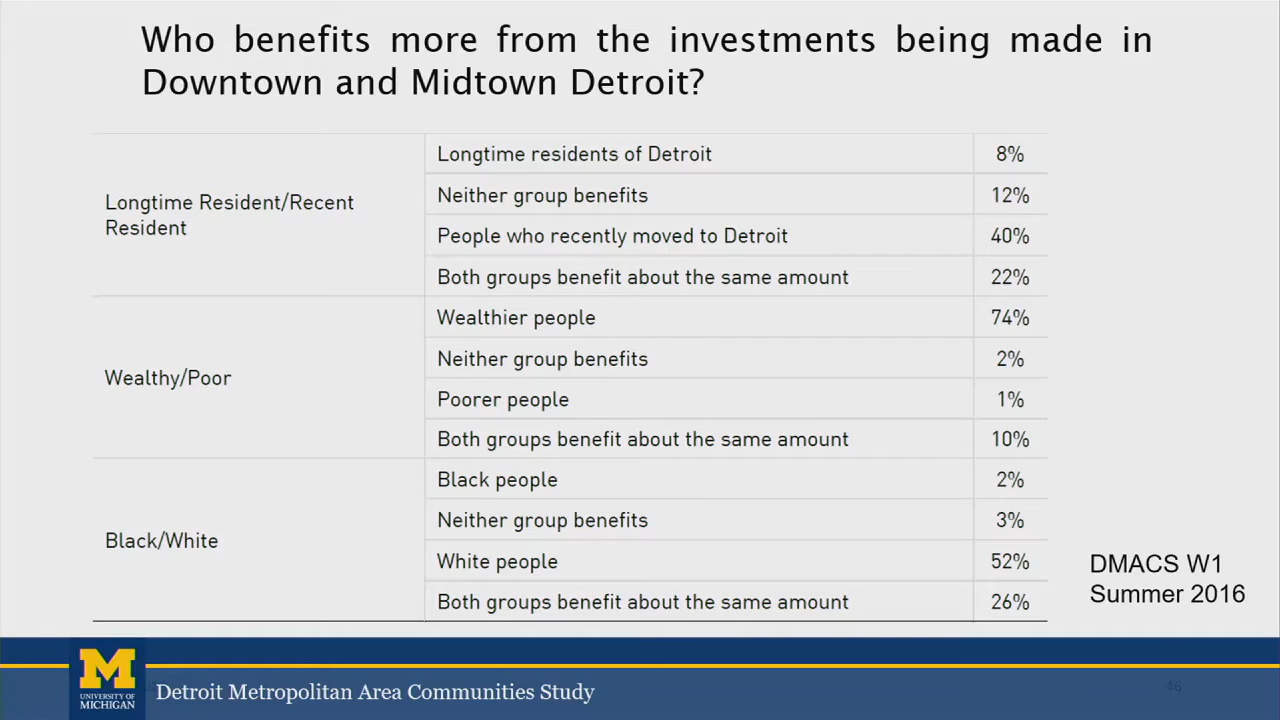 Who benefits more from the investments being made in
Downtown and Midtown Detroit?
Longtime Resident/Recent
Resident
Longtime residents of Detroit 8%
Neither group benefits 12%
People who recently moved to Detroit 40%
Both groups benefit about the same amount 22%
Wealthy/Poor
Wealthier people 74%
Neither group benefits 2%
Poorer people 1%
Both groups benefit about the same amount 10%
Black/White
Black people 2%
Neither group benefits 3%
White people 52%
Both groups benefit about the same amount 26%
DMACS W1
Summer 2016
M
UNIVERSITY OF
MICHIGAN
Detroit Metropolitan Area Communities Study
46